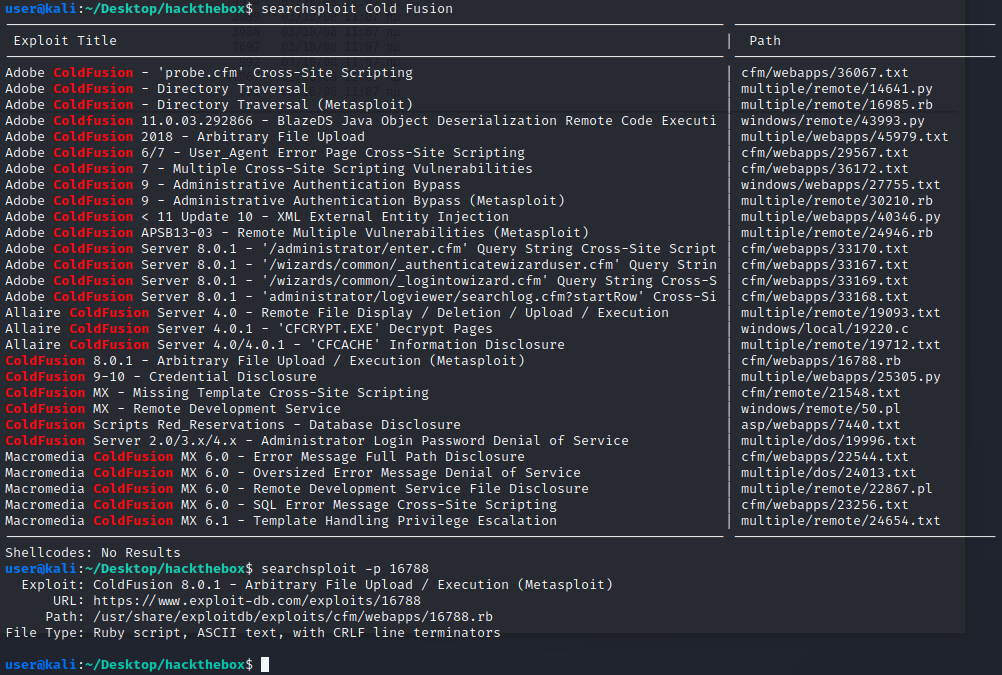 user@kali:~/Desktop/hackthebox$ searchsploit Cold Fusion
Exploit Title | Path
Adobe ColdFusion - 'probe.cfm' Cross-Site Scripting | cfm/webapps/36067.txt
Adobe ColdFusion - Directory Traversal | multiple/remote/14641.py
Adobe ColdFusion - Directory Traversal (Metasploit) | multiple/remote/16985.rb
Adobe ColdFusion 11.0.03.292866 - BlazeDS Java Object Deserialization Remote Code Executi | windows/remote/43993.py
Adobe ColdFusion 2018 - Arbitrary File Upload | multiple/webapps/45979.txt
Adobe ColdFusion 6/7 - User_Agent Error Page Cross-Site Scripting | cfm/webapps/29567.txt
Adobe ColdFusion 7 - Multiple Cross-Site Scripting Vulnerabilities | cfm/webapps/36172.txt
Adobe ColdFusion 9 - Administrative Authentication Bypass | windows/webapps/27755.txt
Adobe ColdFusion 9 - Administrative Authentication Bypass (Metasploit) | multiple/remote/30210.rb
Adobe ColdFusion < 11 Update 10 - XML External Entity Injection | multiple/webapps/40346.py
Adobe ColdFusion APSB13-03 - Remote Multiple Vulnerabilities (Metasploit) | multiple/remote/24946.rb
Adobe ColdFusion Server 8.0.1 - '/administrator/enter.cfm' Query String Cross-Site Script | cfm/webapps/33170.txt
Adobe ColdFusion Server 8.0.1 - '/wizards/common/_authenticatewizarduser.cfm' Query Strin | cfm/webapps/33167.txt
Adobe ColdFusion Server 8.0.1 - '/wizards/common/_logintowizard.cfm' Query String Cross-S | cfm/webapps/33169.txt
Adobe ColdFusion Server 8.0.1 - 'administrator/logviewer/searchlog.cfm?startRow' Cross-Si | cfm/webapps/33168.txt
Allaire ColdFusion Server 4.0 - Remote File Display / Deletion / Upload / Execution | multiple/remote/19093.txt
Allaire ColdFusion Server 4.0.1 - 'CFCRYPT.EXE' Decrypt Pages | windows/local/19220.c
Allaire ColdFusion Server 4.0/4.0.1 - 'CFCACHE' Information Disclosure | multiple/remote/19712.txt
ColdFusion 8.0.1 - Arbitrary File Upload / Execution (Metasploit) | cfm/webapps/16788.rb
ColdFusion 9-10 - Credential Disclosure | multiple/webapps/25305.py
ColdFusion MX - Missing Template Cross-Site Scripting | cfm/remote/21548.txt
ColdFusion MX - Remote Development Service | windows/remote/50.pl
ColdFusion Scripts Red_Reservations - Database Disclosure | asp/webapps/7440.txt
ColdFusion Server 2.0/3.x/4.x - Administrator Login Password Denial of Service | multiple/dos/19996.txt
Macromedia ColdFusion MX 6.0 - Error Message Full Path Disclosure | cfm/webapps/22544.txt
Macromedia ColdFusion MX 6.0 - Oversized Error Message Denial of Service | multiple/dos/24013.txt
Macromedia ColdFusion MX 6.0 - Remote Development Service File Disclosure | multiple/remote/22867.pl
Macromedia ColdFusion MX 6.0 - SQL Error Message Cross-Site Scripting | cfm/webapps/23256.txt
Macromedia ColdFusion MX 6.1 - Template Handling Privilege Escalation | multiple/remote/24654.txt
Shellcodes: No Results
user@kali:~/Desktop/hackthebox$ searchsploit -p 16788
Exploit: ColdFusion 8.0.1 - Arbitrary File Upload / Execution (Metasploit)
URL: https://www.exploit-db.com/exploits/16788
Path: /usr/share/exploitdb/exploits/cfm/webapps/16788.rb
File Type: Ruby script, ASCII text, with CRLF line terminators
user@kali:~/Desktop/hackthebox$